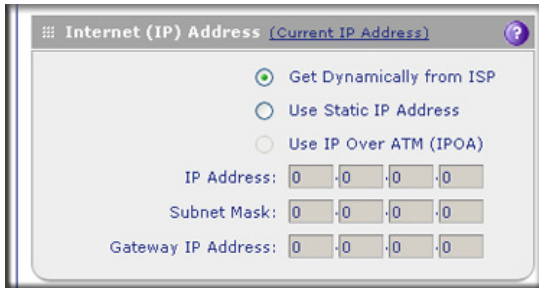 Internet (IP) Address (Current IP Address) ?
Get Dynamically from ISP
Use Static IP Address
Use IP Over ATM (IPOA)
IP Address: 0 .0 .0 .0
Subnet Mask: 0 .0 .0 .0
Gateway IP Address: 0 .0 .0 .0